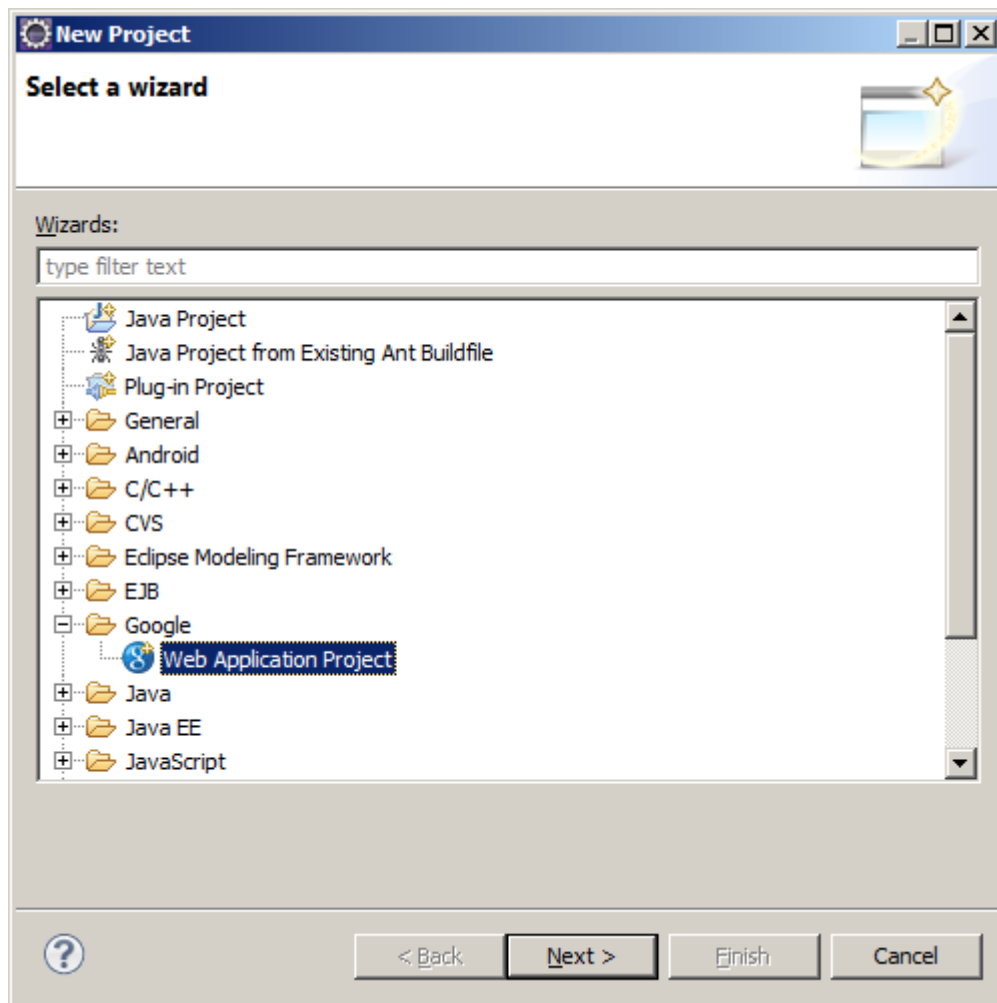 New Project
Select a wizard
Wizards:
type filter text
Java Project
Java Project from Existing Ant Buildfile
Plug-in Project
General
Android
C/C++
CVS
Eclipse Modeling Framework
EJB
Google
Web Application Project
Java
Java EE
JavaScript
< Back Next > Finish Cancel